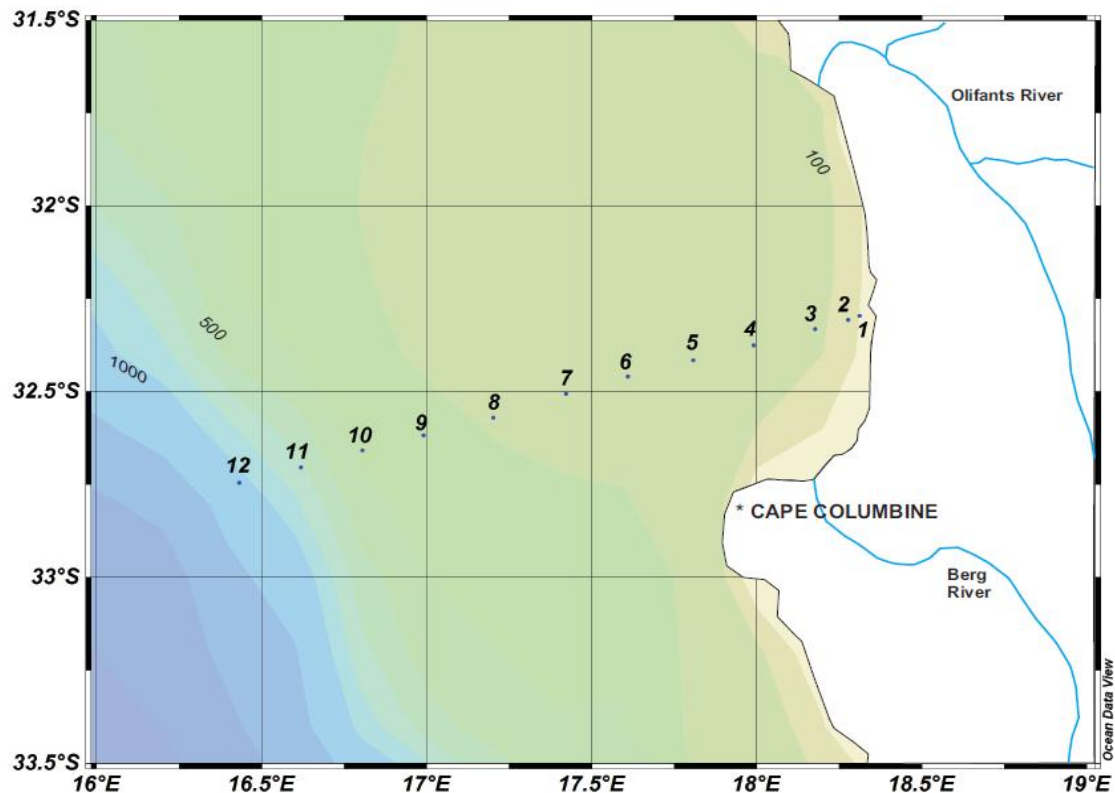 31.5°S
Olifants River
100
32°S
2
3
1
4
5
500
6
7
1000
32.5°S
8
9
10
11
12
* CAPE COLUMBINE
33°S
Berg
River
Ocean Data View
33.5°S
16°E
16.5°E
17°E
17.5°E
18°E
18.5°E
19°E